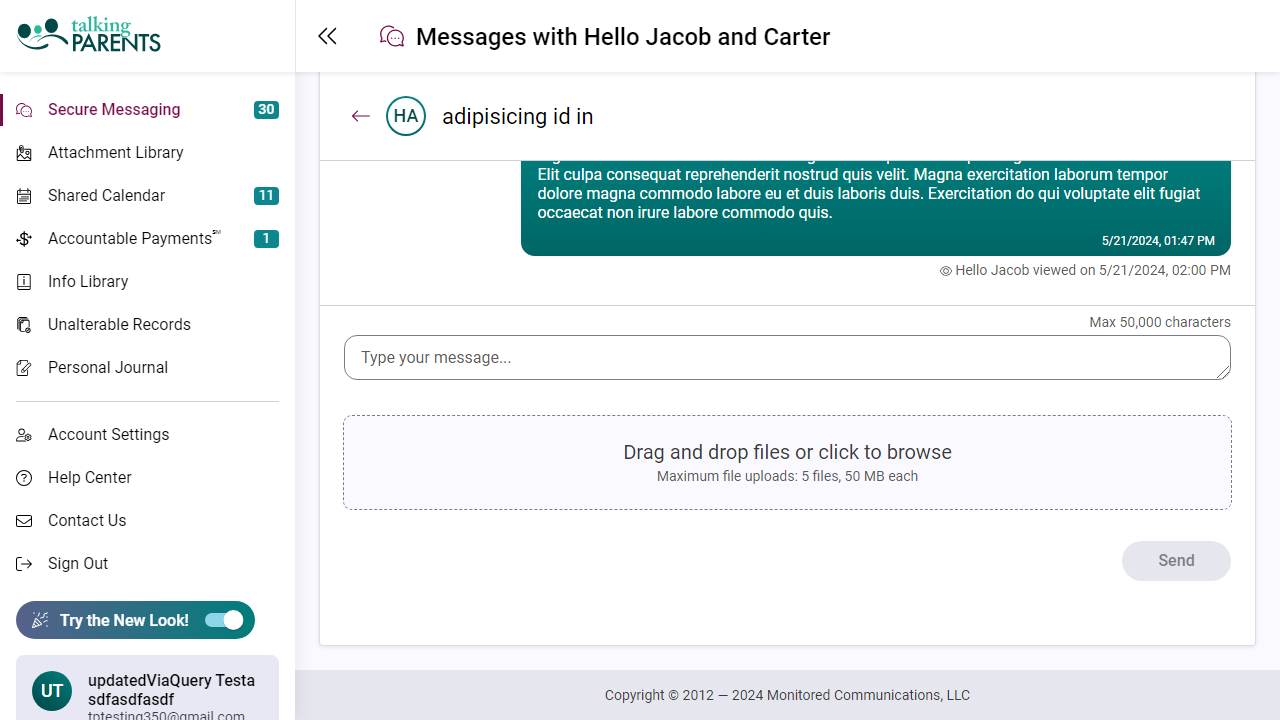 talking
PARENTS
Messages with Hello Jacob and Carter
Secure Messaging 30
Attachment Library
Shared Calendar 11
Accountable Payments℠ 1
Info Library
Unalterable Records
Personal Journal
Account Settings
Help Center
Contact Us
Sign Out
Try the New Look!
UT
updatedViaQuery Testa
sdfasdfasdf
tptesting350@gmail.com
HA adipisicing id in
Elit culpa consequat reprehenderit nostrud quis velit. Magna exercitation laborum tempor
dolore magna commodo labore eu et duis laboris duis. Exercitation do qui voluptate elit fugiat
occaecat non irure labore commodo quis.
5/21/2024, 01:47 PM
Hello Jacob viewed on 5/21/2024, 02:00 PM
Max 50,000 characters
Type your message...
Drag and drop files or click to browse
Maximum file uploads: 5 files, 50 MB each
Send
Copyright © 2012 — 2024 Monitored Communications, LLC